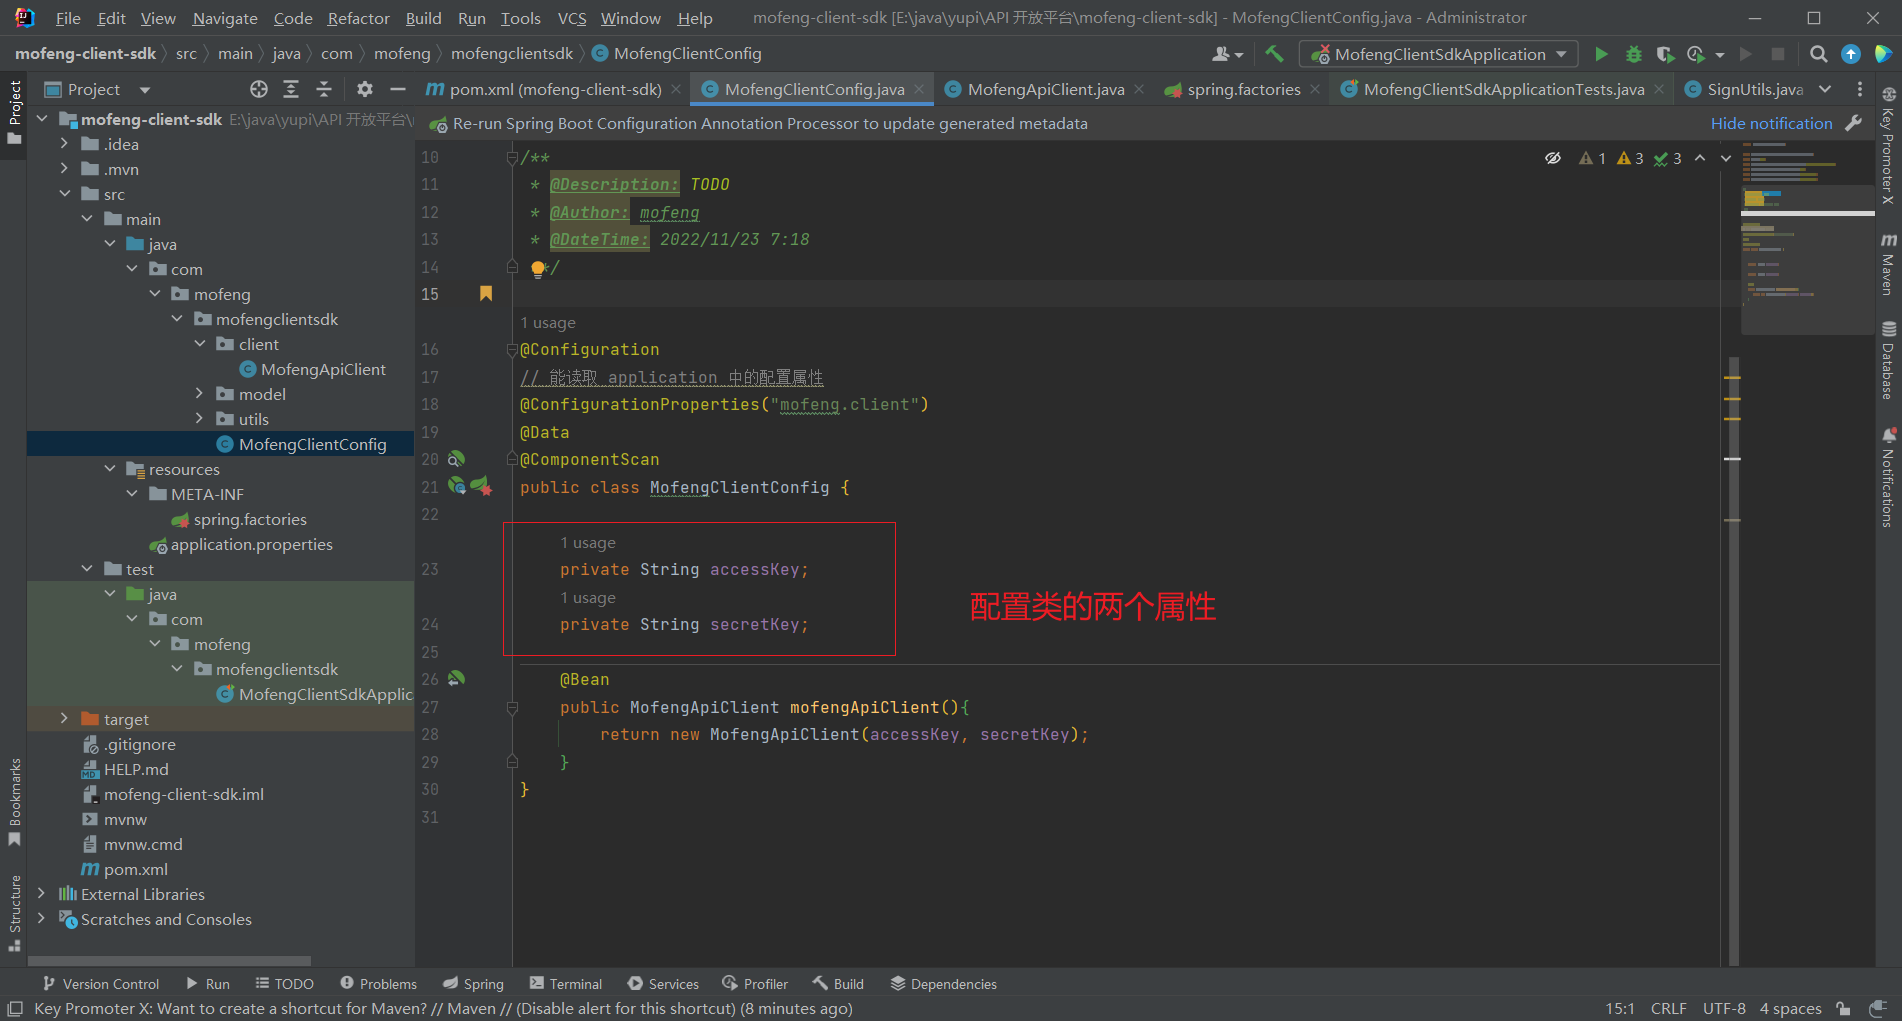 File Edit View Navigate Code Refactor Build Run Tools VCS Window Help mofeng-client-sdk [E:\java\yupi\API 开放平台\mofeng-client-sdk] - MofengClientConfig.java - Administrator
mofeng-client-sdk src main java com mofeng mofengclientsdk MofengClientConfig MofengClientSdkApplication
Project
pom.xml (mofeng-client-sdk) MofengClientConfig.java MofengApiClient.java spring.factories MofengClientSdkApplicationTests.java SignUtils.java
Re-run Spring Boot Configuration Annotation Processor to update generated metadata Hide notification
Project
Bookmarks
Structure
mofeng-client-sdk E:\java\yupi\API 开放平台\
.idea
.mvn
src
main
java
com
mofeng
mofengclientsdk
client
MofengApiClient
model
utils
MofengClientConfig
resources
META-INF
spring.factories
application.properties
test
java
com
mofeng
mofengclientsdk
MofengClientSdkApplic
target
.gitignore
HELP.md
mofeng-client-sdk.iml
mvnw
mvnw.cmd
pom.xml
External Libraries
Scratches and Consoles
1 3 3
10 /**
11 * @Description: TODO
12 * @Author: mofeng
13 * @DateTime: 2022/11/23 7:18
14 */
15
1 usage
16 @Configuration
17 // 能读取 application 中的配置属性
18 @ConfigurationProperties("mofeng.client")
19 @Data
20 @ComponentScan
21 public class MofengClientConfig {
22
1 usage
23 private String accessKey;
1 usage
24 private String secretKey;
25
配置类的两个属性
26 @Bean
27 public MofengApiClient mofengApiClient(){
28 return new MofengApiClient(accessKey, secretKey);
29 }
30 }
31
Key Promoter X
Maven
Database
Notifications
Version Control Run TODO Problems Spring Terminal Services Profiler Build Dependencies
Key Promoter X: Want to create a shortcut for Maven? // Maven // (Disable alert for this shortcut) (8 minutes ago) 15:1 CRLF UTF-8 4 spaces